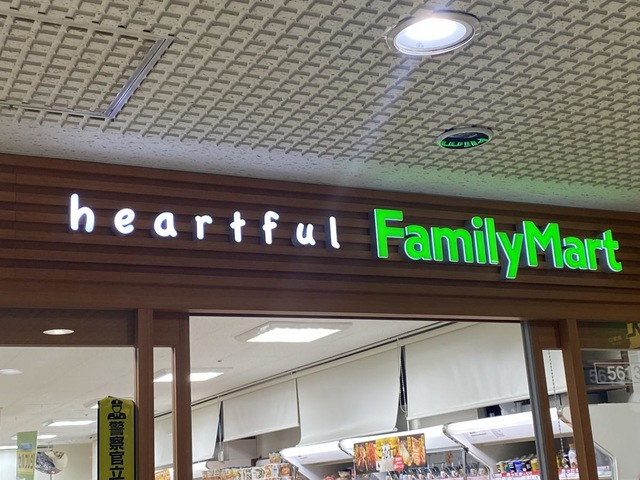 heartful FamilyMart
警察官立